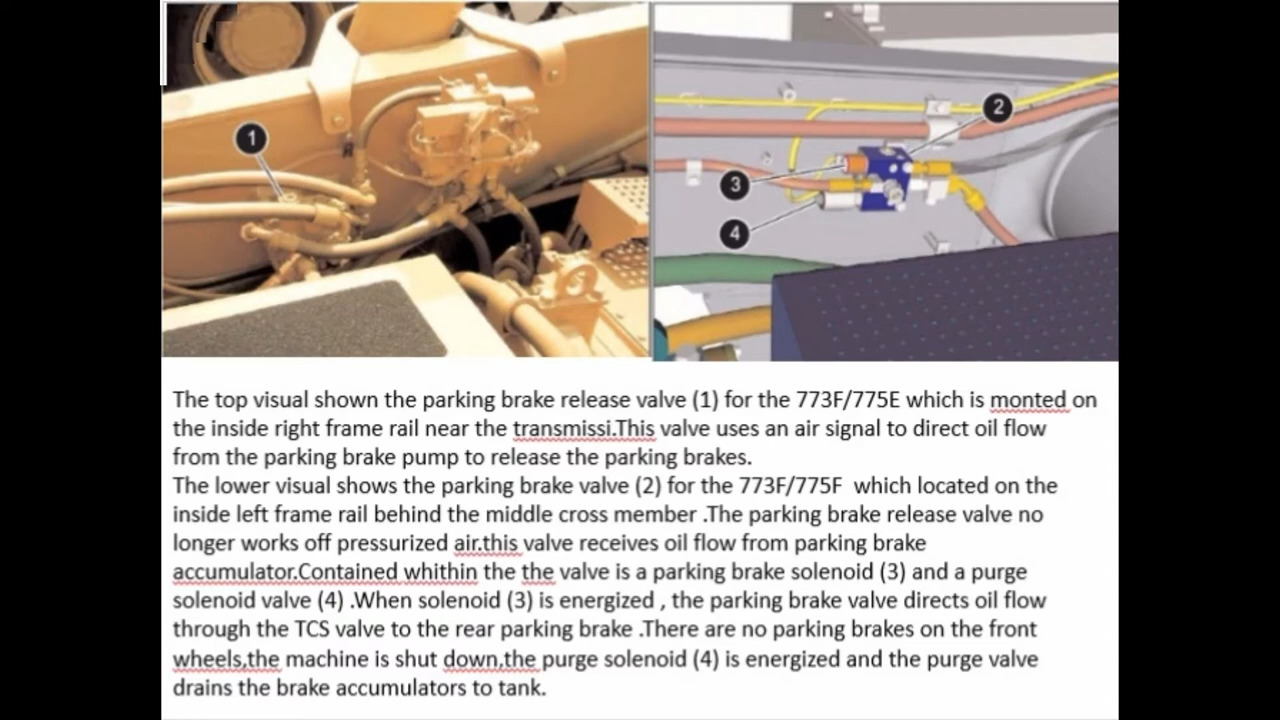 1
2
3
4
The top visual shown the parking brake release valve (1) for the 773F/775E which is monted on
the inside right frame rail near the transmissi.This valve uses an air signal to direct oil flow
from the parking brake pump to release the parking brakes.
The lower visual shows the parking brake valve (2) for the 773F/775F  which located on the
inside left frame rail behind the middle cross member .The parking brake release valve no
longer works off pressurized air.this valve receives oil flow from parking brake
accumulator.Contained whithin the the valve is a parking brake solenoid (3) and a purge
solenoid valve (4) .When solenoid (3) is energized , the parking brake valve directs oil flow
through the TCS valve to the rear parking brake .There are no parking brakes on the front
wheels,the machine is shut down,the purge solenoid (4) is energized and the purge valve
drains the brake accumulators to tank.